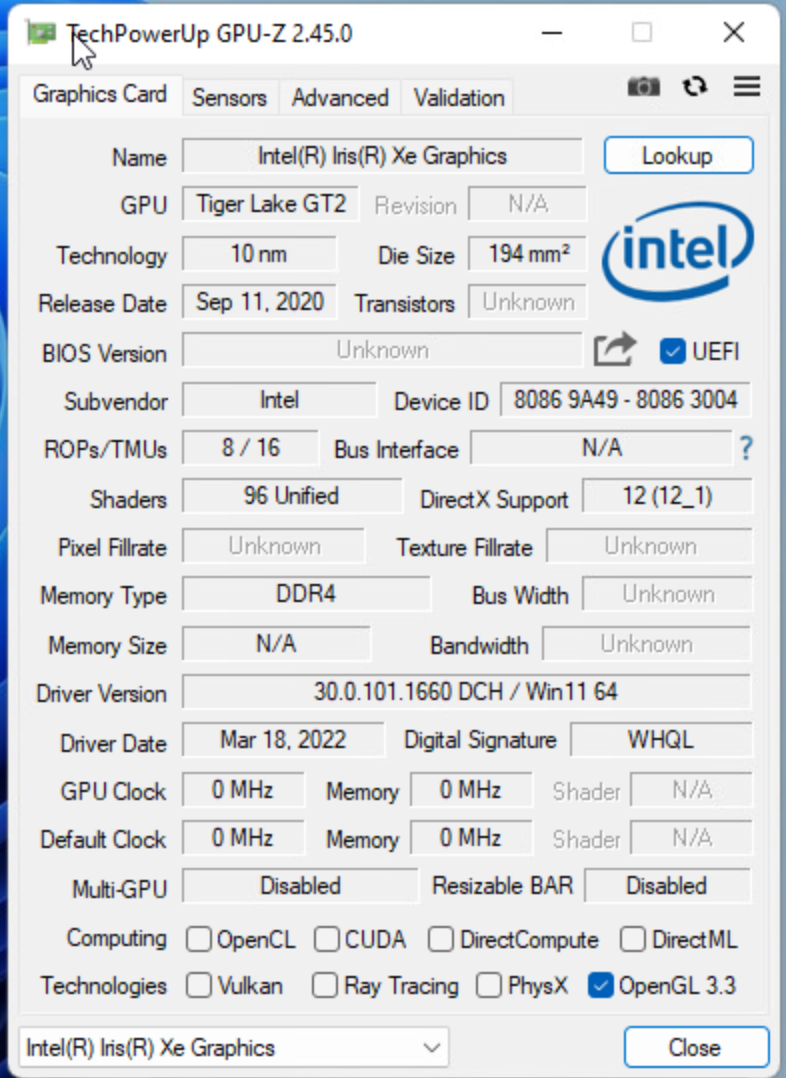 TechPowerUp GPU-Z 2.45.0
Graphics Card Sensors Advanced Validation
Name Intel(R) Iris(R) Xe Graphics Lookup
GPU Tiger Lake GT2 Revision N/A
intel
Technology 10 nm Die Size 194 mm²
Release Date Sep 11, 2020 Transistors Unknown
BIOS Version Unknown UEFI
Subvendor Intel Device ID 8086 9A49 - 8086 3004
ROPs/TMUs 8 / 16 Bus Interface N/A ?
Shaders 96 Unified DirectX Support 12 (12_1)
Pixel Fillrate Unknown Texture Fillrate Unknown
Memory Type DDR4 Bus Width Unknown
Memory Size N/A Bandwidth Unknown
Driver Version 30.0.101.1660 DCH / Win11 64
Driver Date Mar 18, 2022 Digital Signature WHQL
GPU Clock 0 MHz Memory 0 MHz Shader N/A
Default Clock 0 MHz Memory 0 MHz Shader N/A
Multi-GPU Disabled Resizable BAR Disabled
Computing OpenCL CUDA DirectCompute DirectML
Technologies Vulkan Ray Tracing PhysX OpenGL 3.3
Intel(R) Iris(R) Xe Graphics Close